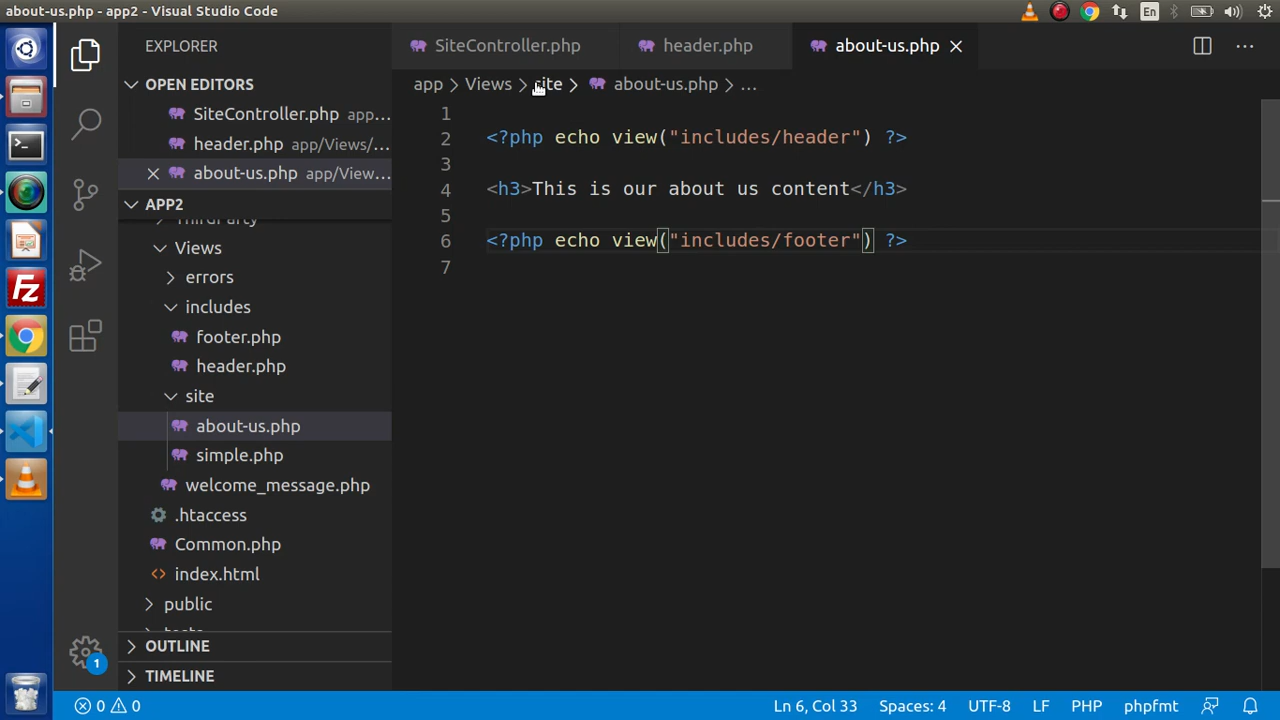 about-us.php - app2 - Visual Studio Code
En
EXPLORER
SiteController.php
header.php
about-us.php
OPEN EDITORS
SiteController.php app...
header.php app/Views/...
about-us.php app/View...
APP2
ThirdParty
Views
errors
includes
footer.php
header.php
site
about-us.php
simple.php
welcome_message.php
.htaccess
Common.php
index.html
public
tests
OUTLINE
TIMELINE
app > Views > site > about-us.php > ...
1
2 <?php echo view("includes/header") ?>
3
4 <h3>This is our about us content</h3>
5
6 <?php echo view("includes/footer") ?>
7
Fz
1
0 0
Ln 6, Col 33
Spaces: 4
UTF-8
LF
PHP
phpfmt